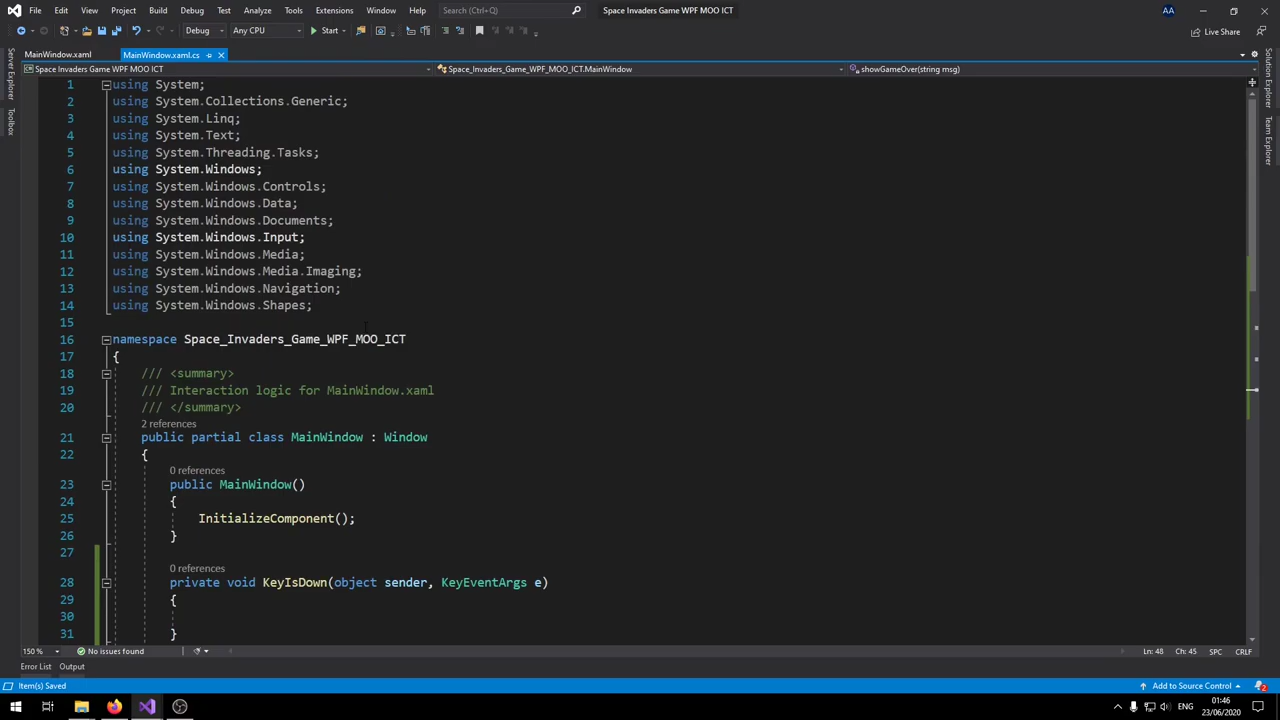 File Edit View Project Build Debug Test Analyze Tools Extensions Window Help Search (Ctrl+Q) Space Invaders Game WPF MOO ICT AA
Debug Any CPU Start Live Share
MainWindow.xaml MainWindow.xaml.cs
Space Invaders Game WPF MOO ICT Space_Invaders_Game_WPF_MOO_ICT.MainWindow showGameOver(string msg)
Server Explorer
Toolbox
Solution Explorer
Team Explorer
1 using System;
2 using System.Collections.Generic;
3 using System.Linq;
4 using System.Text;
5 using System.Threading.Tasks;
6 using System.Windows;
7 using System.Windows.Controls;
8 using System.Windows.Data;
9 using System.Windows.Documents;
10 using System.Windows.Input;
11 using System.Windows.Media;
12 using System.Windows.Media.Imaging;
13 using System.Windows.Navigation;
14 using System.Windows.Shapes;
15
16 namespace Space_Invaders_Game_WPF_MOO_ICT
17 {
18 /// <summary>
19 /// Interaction logic for MainWindow.xaml
20 /// </summary>
2 references
21 public partial class MainWindow : Window
22 {
0 references
23 public MainWindow()
24 {
25 InitializeComponent();
26 }
27
0 references
28 private void KeyIsDown(object sender, KeyEventArgs e)
29 {
30
31 }
150 % No issues found Ln: 48 Ch: 45 SPC CRLF
Error List Output
Item(s) Saved Add to Source Control 2
ENG 01:46
23/06/2020